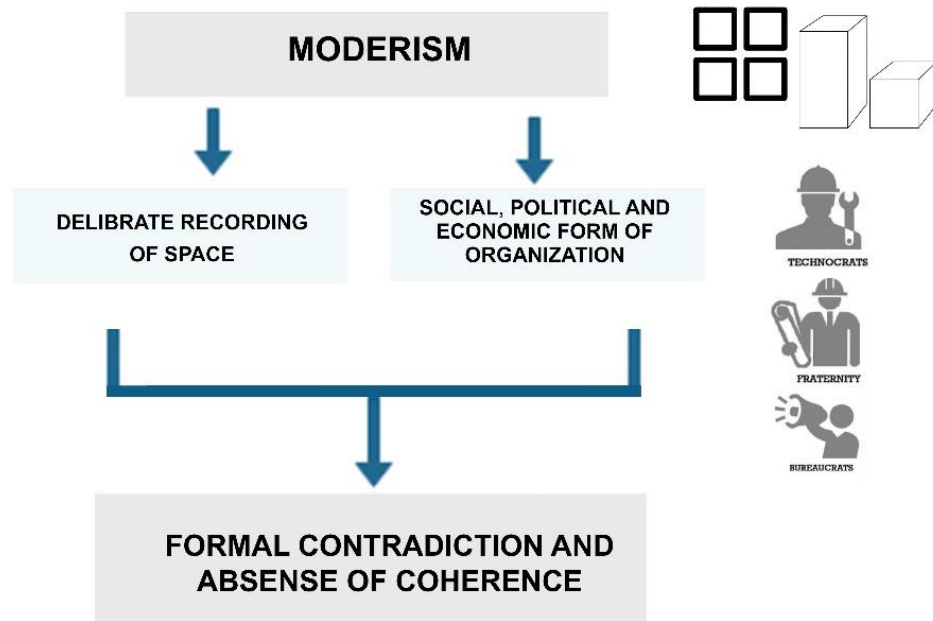 MODERISM
DELIBRATE RECORDING
OF SPACE
SOCIAL, POLITICAL AND
ECONOMIC FORM OF
ORGANIZATION
TECHNOCRATS
FRATERNITY
BUREAUCRATS
FORMAL CONTRADICTION AND
ABSENSE OF COHERENCE